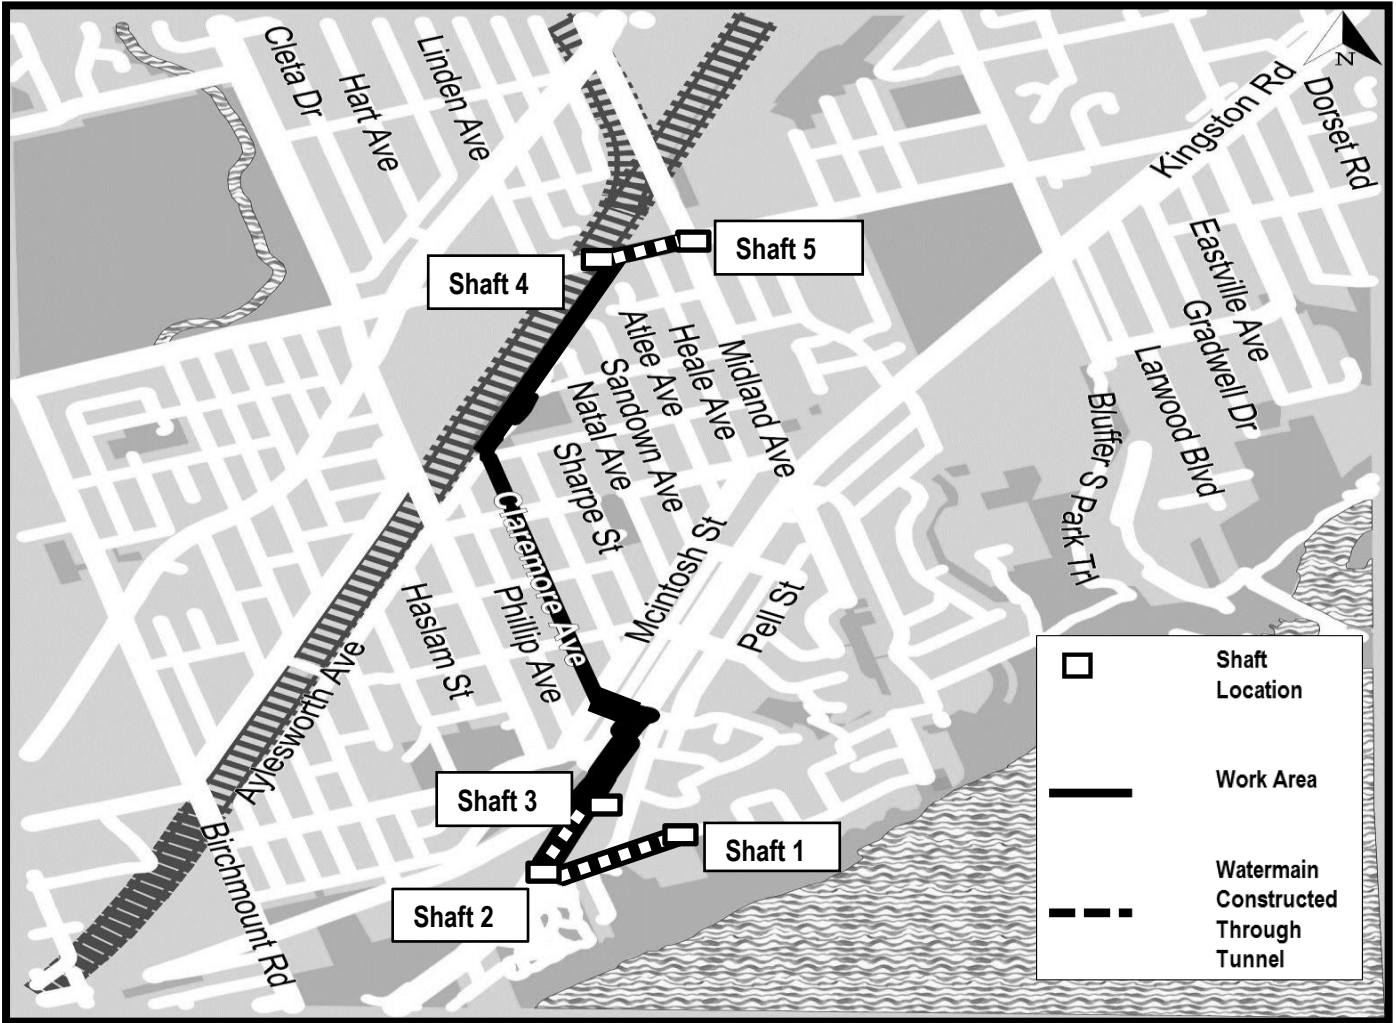 Cleta Dr
Hart Ave
Linden Ave
N
Kingston Rd
Dorset Rd
Shaft 5
Shaft 4
Eastville Ave
Gradwell Dr
Larwood Blvd
Bluffer S Park Trl
Atlee Ave
Heale Ave
Midland Ave
Sandown Ave
Natal Ave
Sharpe St
Claremore Ave
Mcintosh St
Pell St
Haslam St
Phillip Ave
Aylesworth Ave
Birchmount Rd
Shaft 3
Shaft 1
Shaft 2
Shaft
Location
Work Area
Watermain
Constructed
Through
Tunnel